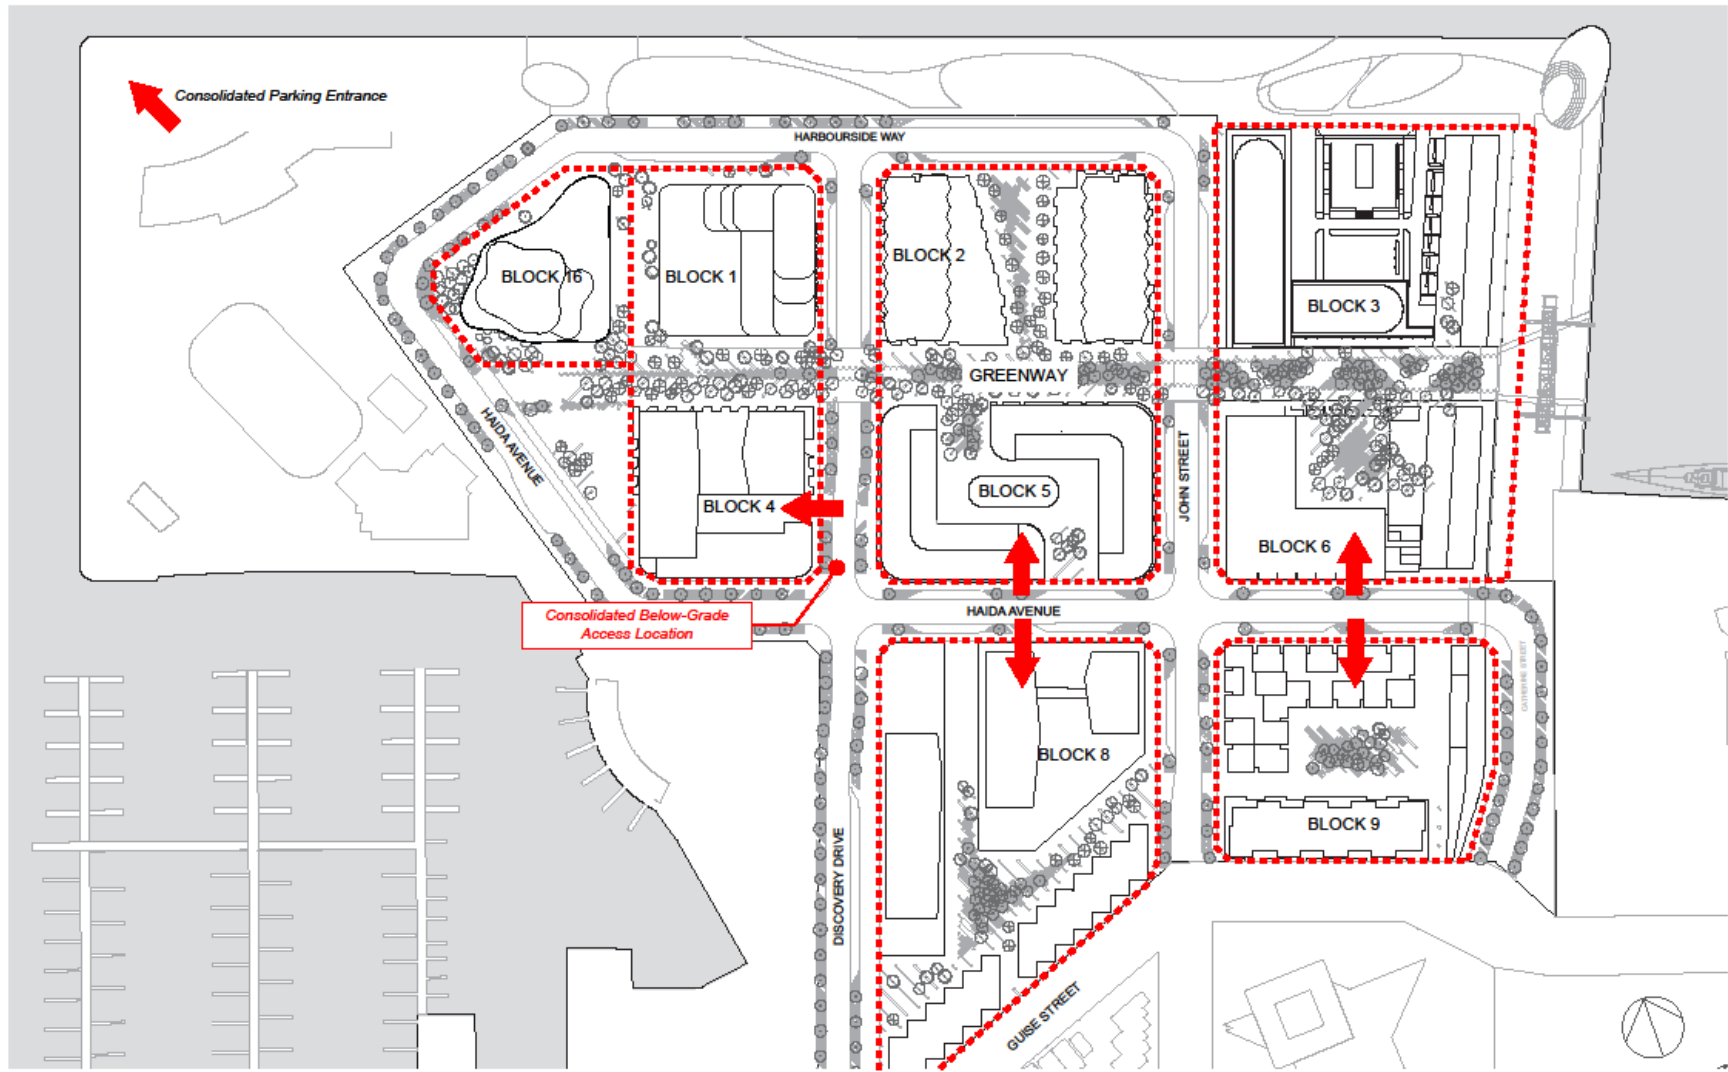 Consolidated Parking Entrance
HARBOURSIDE WAY
BLOCK 16
BLOCK 1
BLOCK 2
BLOCK 3
GREENWAY
HAIDA AVENUE
BLOCK 4
BLOCK 5
JOHN STREET
BLOCK 6
Consolidated Below-Grade
Access Location
HAIDA AVENUE
CATHERINE STREET
BLOCK 8
BLOCK 9
DISCOVERY DRIVE
GUISE STREET